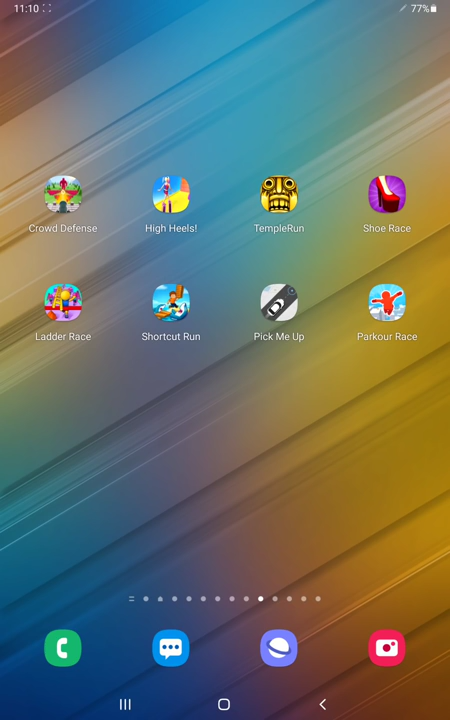 11:10
77%
Crowd Defense
High Heels!
TempleRun
Shoe Race
Ladder Race
Shortcut Run
Pick Me Up
Parkour Race